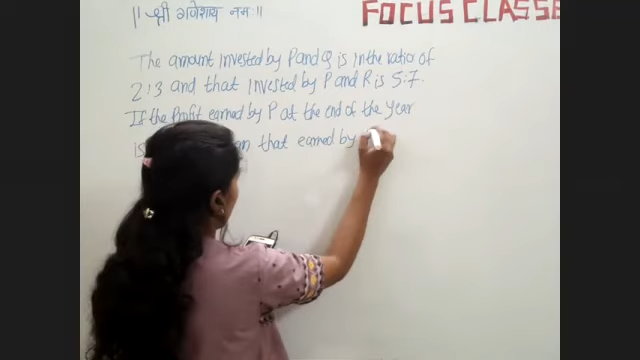 ॥ श्री गणेशाय नमः॥
FOCUS CLASSE
The amount invested by P and Q is in the ratio of
2:3 and that invested by P and R is 5:7.
If the Profit earned by P at the end of the year
is an that earned by